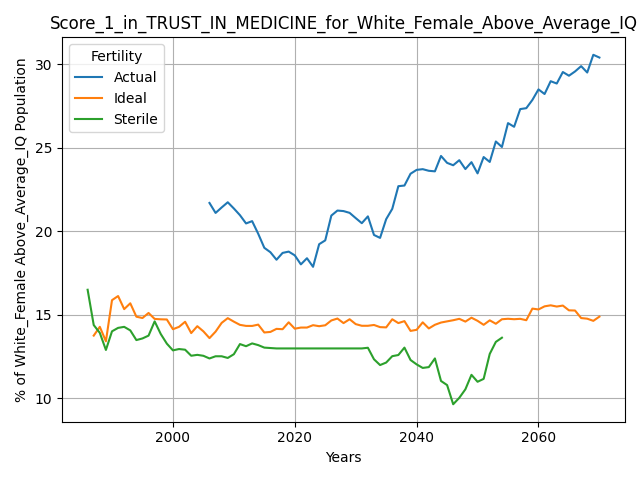 Score_1_in_TRUST_IN_MEDICINE_for_White_Female_Above_Average_IQ
Fertility
Actual
Ideal
Sterile
% of White_Female Above_Average_IQ Population
30
25
20
15
10
2000
2020
2040
2060
Years